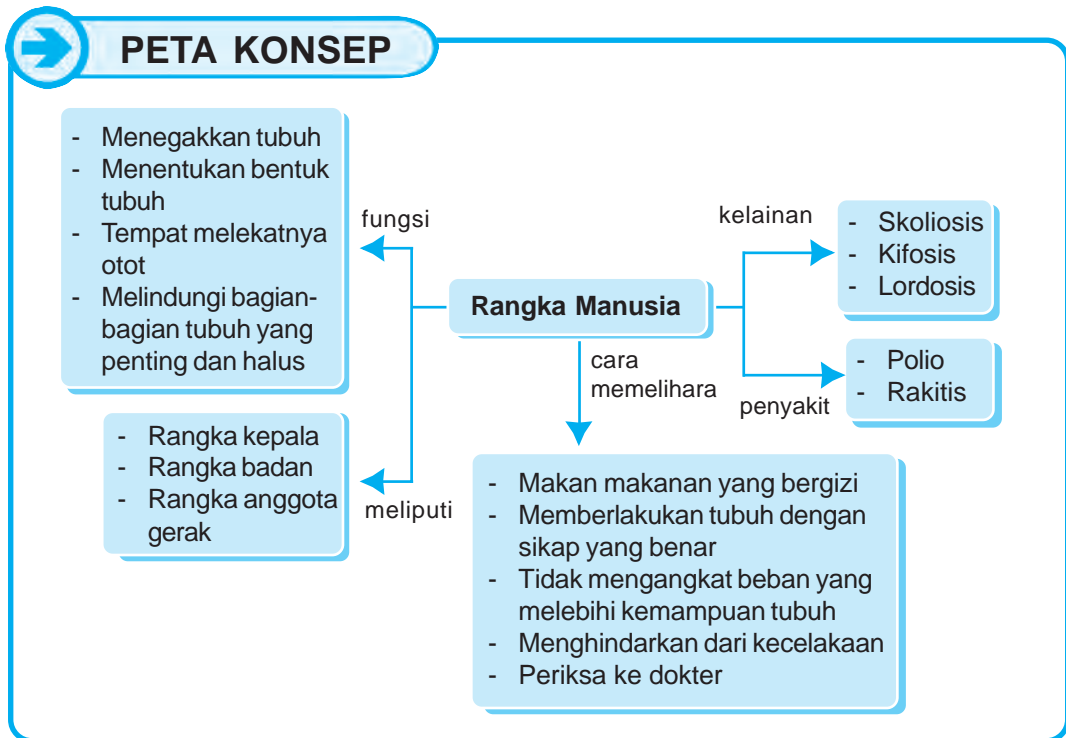 PETA KONSEP
- Menegakkan tubuh
- Menentukan bentuk
tubuh
- Tempat melekatnya
otot
- Melindungi bagian-
bagian tubuh yang
penting dan halus
fungsi
- Rangka kepala
- Rangka badan
- Rangka anggota
gerak
meliputi
Rangka Manusia
cara
memelihara
- Makan makanan yang bergizi
- Memberlakukan tubuh dengan
sikap yang benar
- Tidak mengangkat beban yang
melebihi kemampuan tubuh
- Menghindarkan dari kecelakaan
- Periksa ke dokter
kelainan
- Skoliosis
- Kifosis
- Lordosis
penyakit
- Polio
- Rakitis